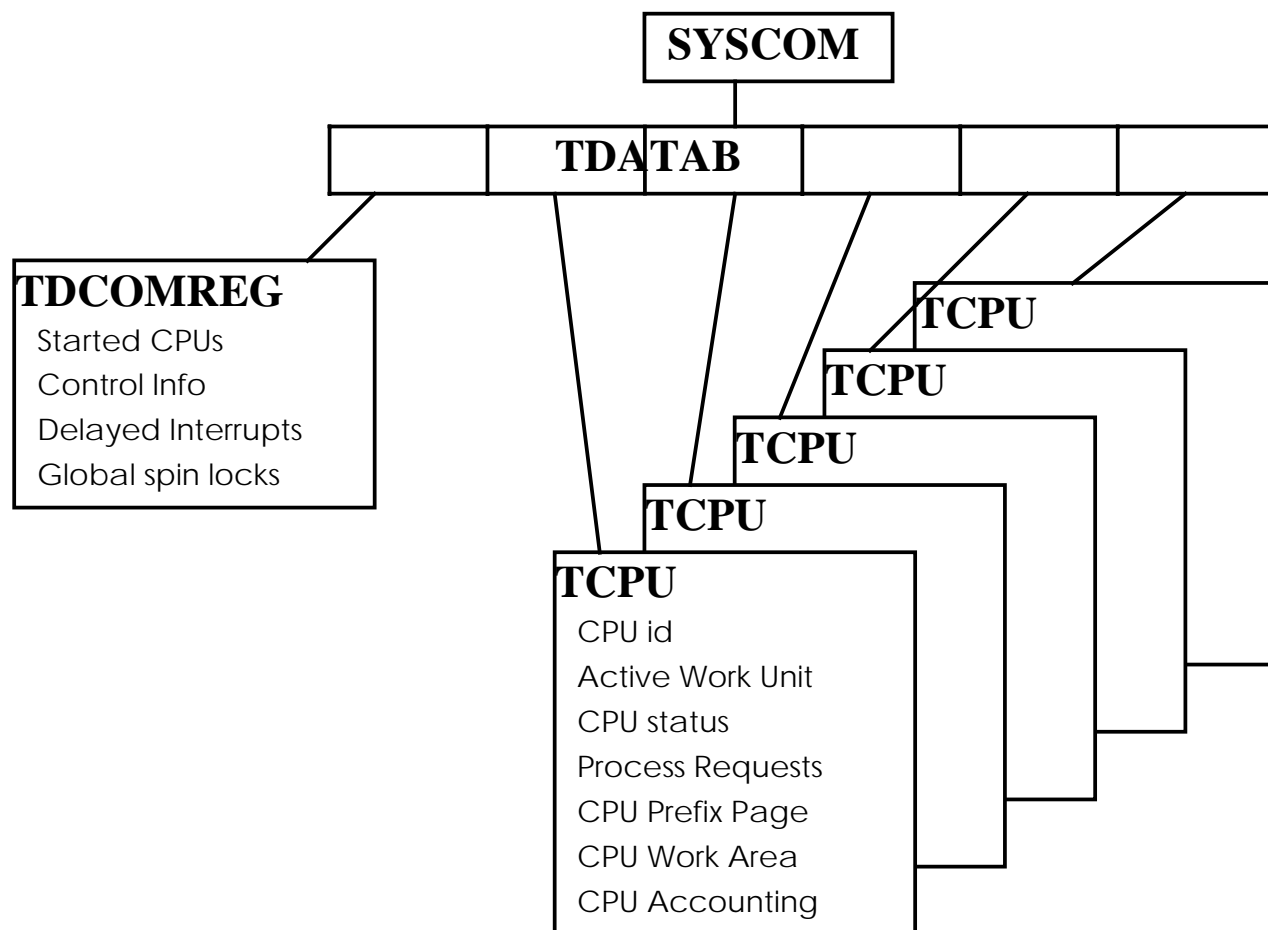 SYSCOM
TDATAB
TDCOMREG
Started CPUs
Control Info
Delayed Interrupts
Global spin locks
TCPU
TCPU
TCPU
TCPU
TCPU
CPU id
Active Work Unit
CPU status
Process Requests
CPU Prefix Page
CPU Work Area
CPU Accounting